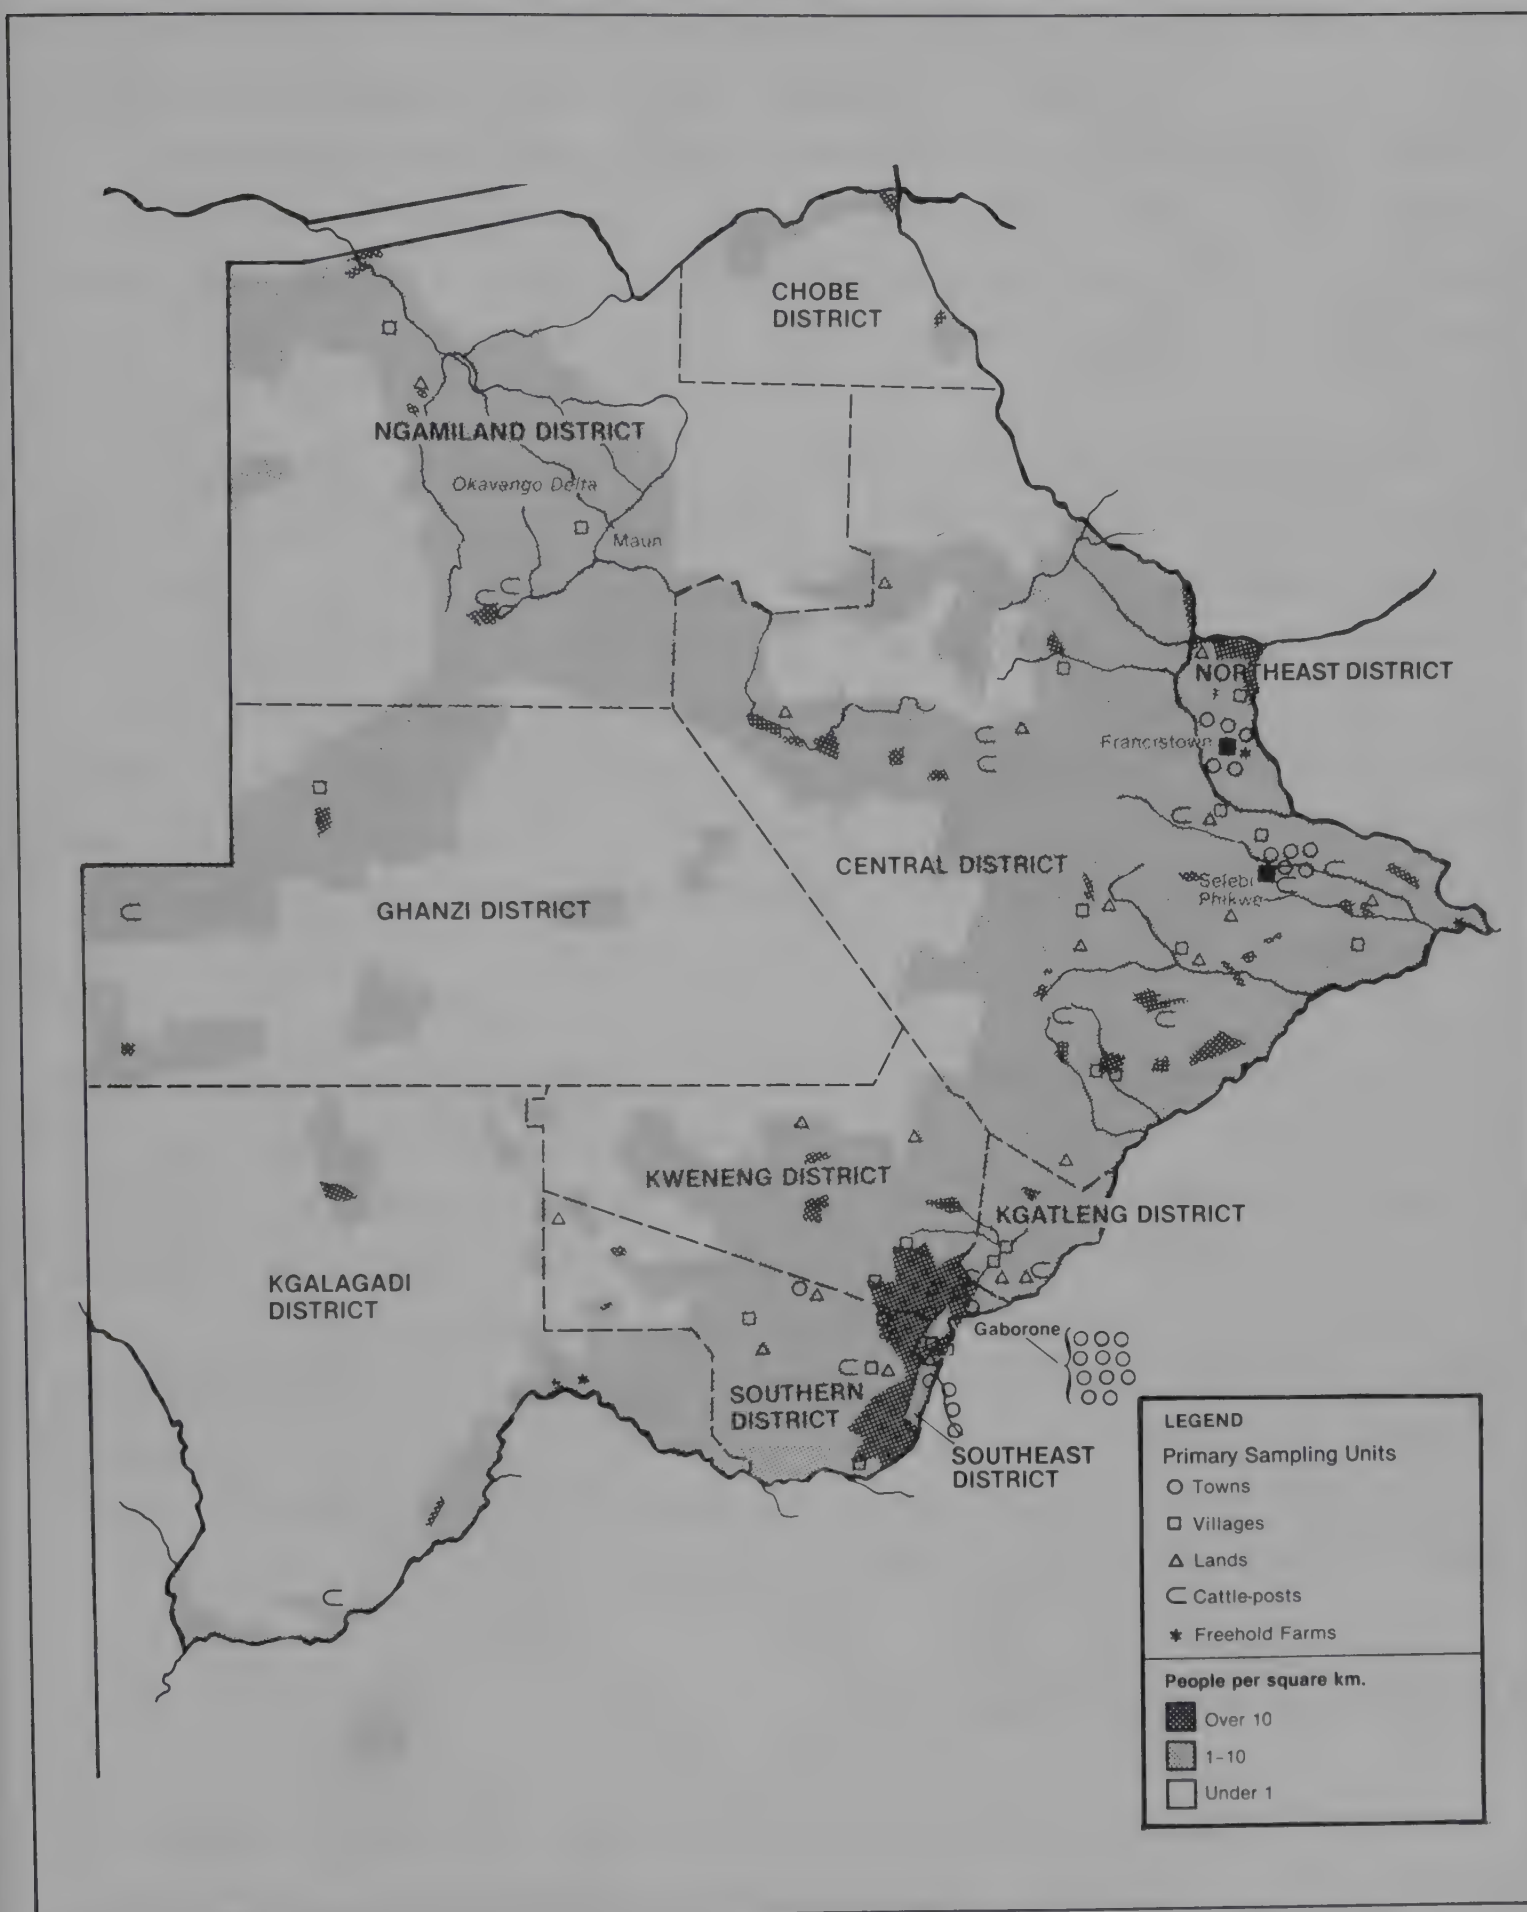 CHOBE
DISTRICT
NGAMILAND DISTRICT
Okavango Delta
Maun
NORTHEAST DISTRICT
Francistown
CENTRAL DISTRICT
Selebi
Phikwe
GHANZI DISTRICT
KWENENG DISTRICT
KGATLENG DISTRICT
KGALAGADI
DISTRICT
Gaborone
SOUTHERN
DISTRICT
SOUTHEAST
DISTRICT
LEGEND
Primary Sampling Units
Towns
Villages
Lands
Cattle-posts
Freehold Farms
People per square km.
Over 10
1-10
Under 1